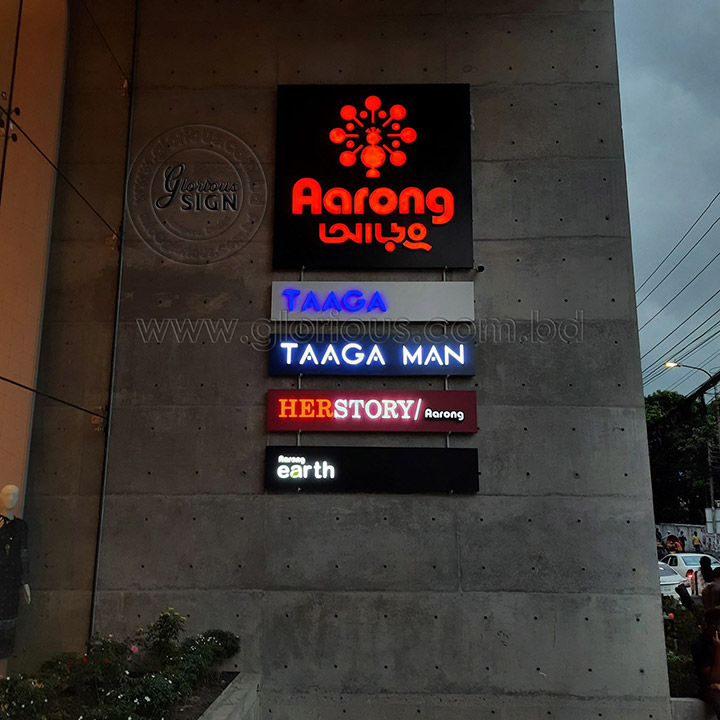 Aarong
আড়ং
Glorious
SIGN
TAAGA
www.glorious.com.bd
TAAGA MAN
HERSTORY/Aarong
Aarong
earth